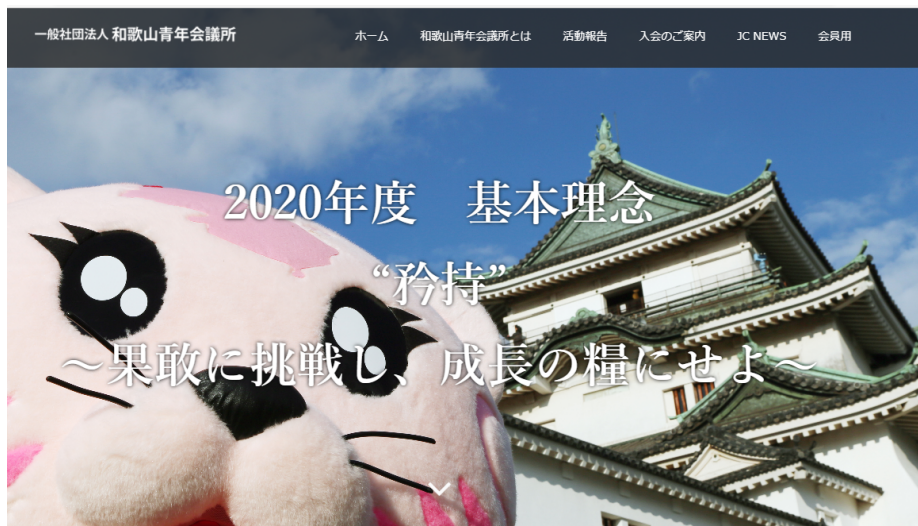 一般社団法人 和歌山青年会議所
ホーム 和歌山青年会議所とは 活動報告 入会のご案内 JC NEWS 会員用
2020年度 基本理念
“矜持”
～果敢に挑戦し、成長の糧にせよ～